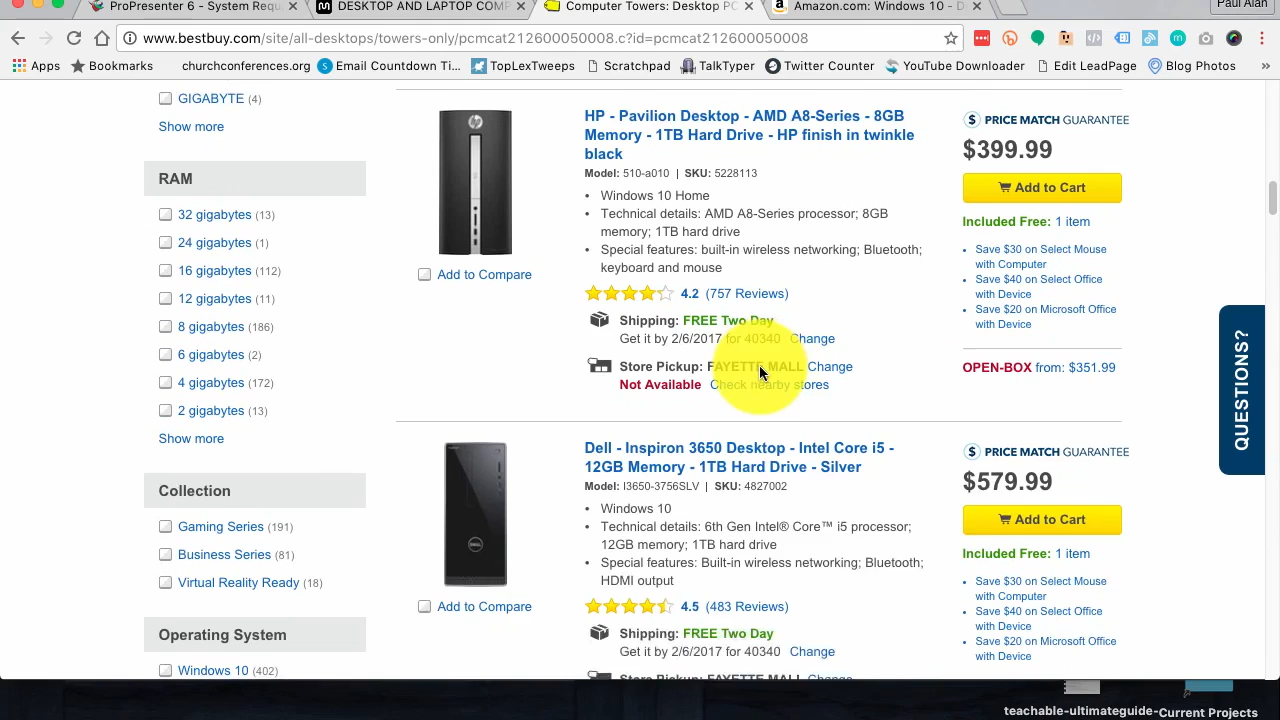 ProPresenter 6 - System Requ
DESKTOP AND LAPTOP COMP
Computer Towers: Desktop PC
Amazon.com: Windows 10 - D
Paul Alan
www.bestbuy.com/site/all-desktops/towers-only/pcmcat212600050008.c?id=pcmcat212600050008
Apps
Bookmarks
churchconferences.org
Email Countdown Ti...
TopLexTweeps
Scratchpad
TalkTyper
Twitter Counter
YouTube Downloader
Edit LeadPage
Blog Photos
»
GIGABYTE (4)
Show more
RAM
32 gigabytes (13)
24 gigabytes (1)
16 gigabytes (112)
12 gigabytes (11)
8 gigabytes (186)
6 gigabytes (2)
4 gigabytes (172)
2 gigabytes (13)
Show more
Collection
Gaming Series (191)
Business Series (81)
Virtual Reality Ready (18)
Operating System
Windows 10 (402)
hp
Add to Compare
HP - Pavilion Desktop - AMD A8-Series - 8GB
Memory - 1TB Hard Drive - HP finish in twinkle
black
Model: 510-a010 | SKU: 5228113
• Windows 10 Home
• Technical details: AMD A8-Series processor; 8GB
memory; 1TB hard drive
• Special features: built-in wireless networking; Bluetooth;
keyboard and mouse
4.2 (757 Reviews)
Shipping: FREE Two Day
Get it by 2/6/2017 for 40340 Change
Store Pickup: FAYETTE MALL Change
Not Available Check nearby stores
$ PRICE MATCH GUARANTEE
$399.99
Add to Cart
Included Free: 1 item
• Save $30 on Select Mouse
with Computer
• Save $40 on Select Office
with Device
• Save $20 on Microsoft Office
with Device
OPEN-BOX from: $351.99
QUESTIONS?
DELL
Add to Compare
Dell - Inspiron 3650 Desktop - Intel Core i5 -
12GB Memory - 1TB Hard Drive - Silver
Model: I3650-3756SLV | SKU: 4827002
• Windows 10
• Technical details: 6th Gen Intel® Core™ i5 processor;
12GB memory; 1TB hard drive
• Special features: Built-in wireless networking; Bluetooth;
HDMI output
4.5 (483 Reviews)
Shipping: FREE Two Day
Get it by 2/6/2017 for 40340 Change
Store Pickup: FAYETTE MALL Change
$ PRICE MATCH GUARANTEE
$579.99
Add to Cart
Included Free: 1 item
• Save $30 on Select Mouse
with Computer
• Save $40 on Select Office
with Device
• Save $20 on Microsoft Office
with Device
teachable-ultimateguide-
Current Projects